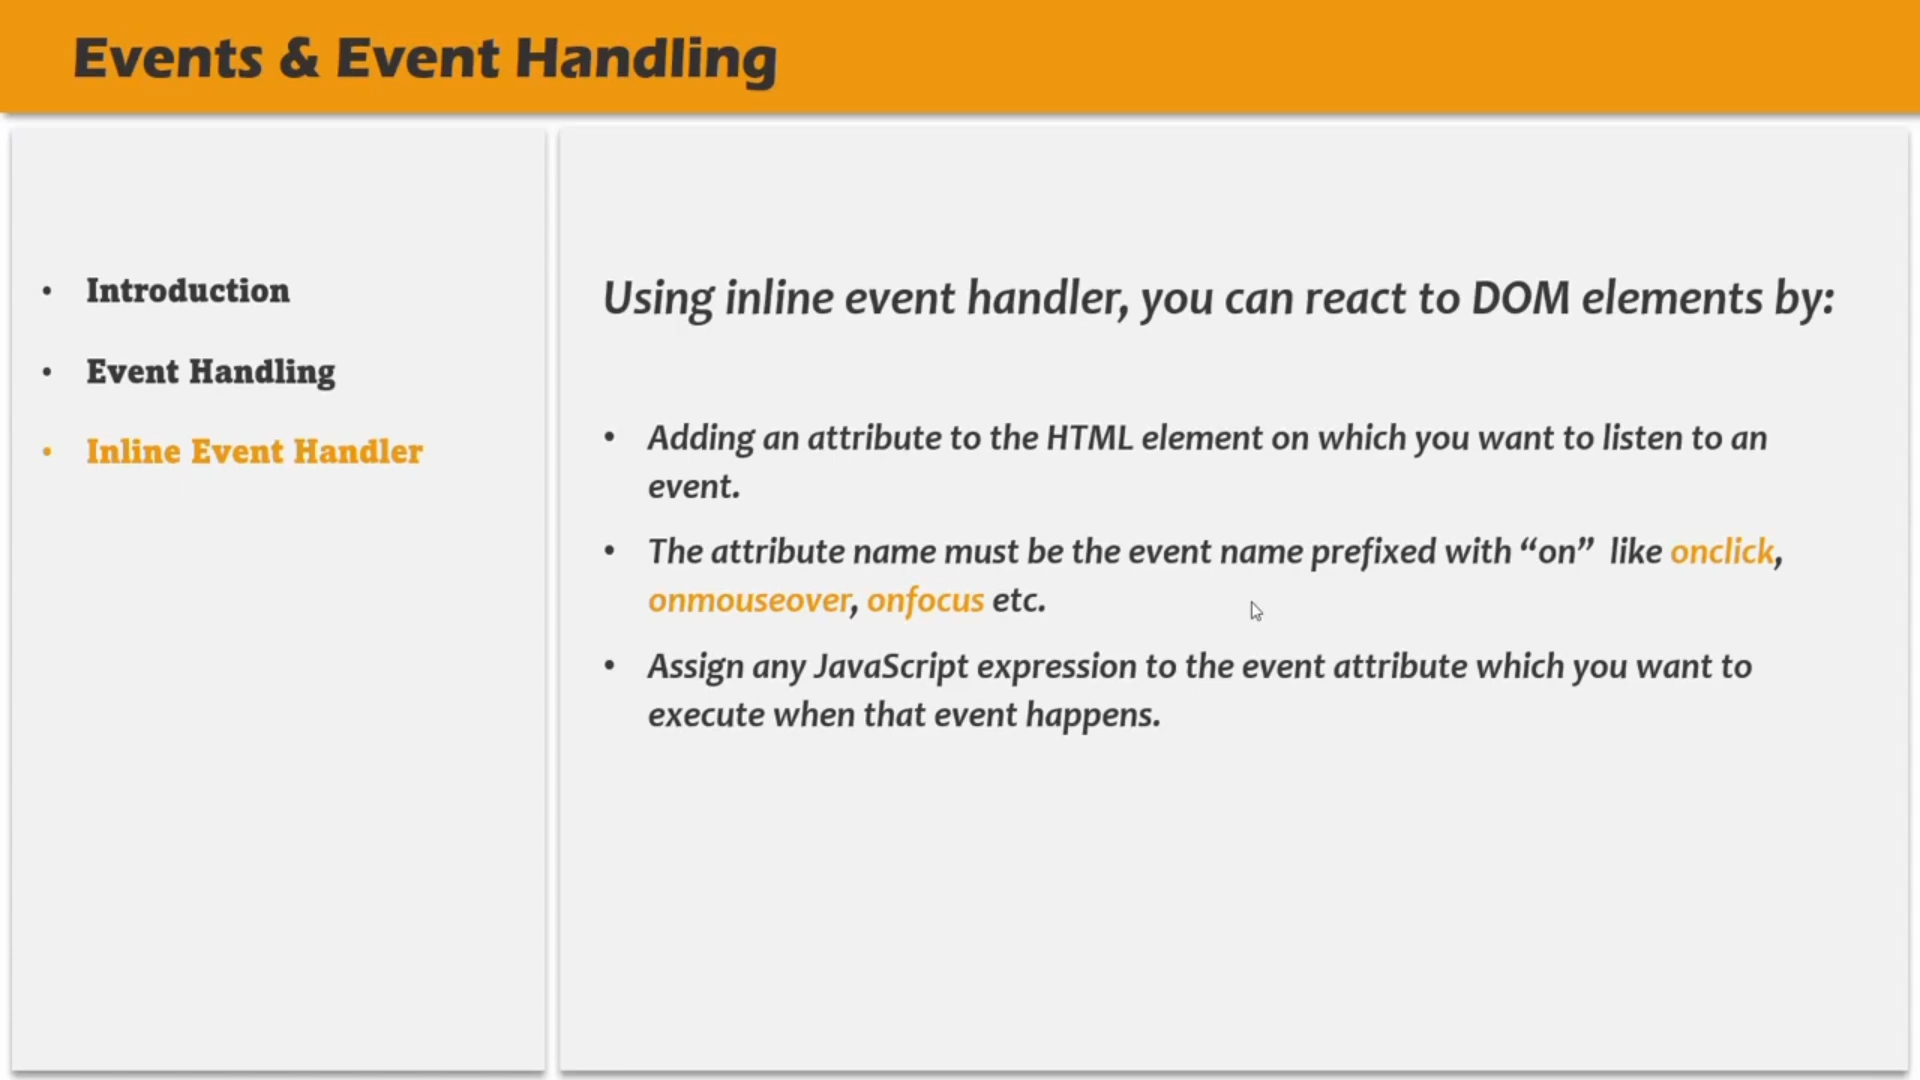 Events & Event Handling
• Introduction
• Event Handling
• Inline Event Handler
Using inline event handler, you can react to DOM elements by:
• Adding an attribute to the HTML element on which you want to listen to an
event.
• The attribute name must be the event name prefixed with “on” like onclick,
onmouseover, onfocus etc.
• Assign any JavaScript expression to the event attribute which you want to
execute when that event happens.